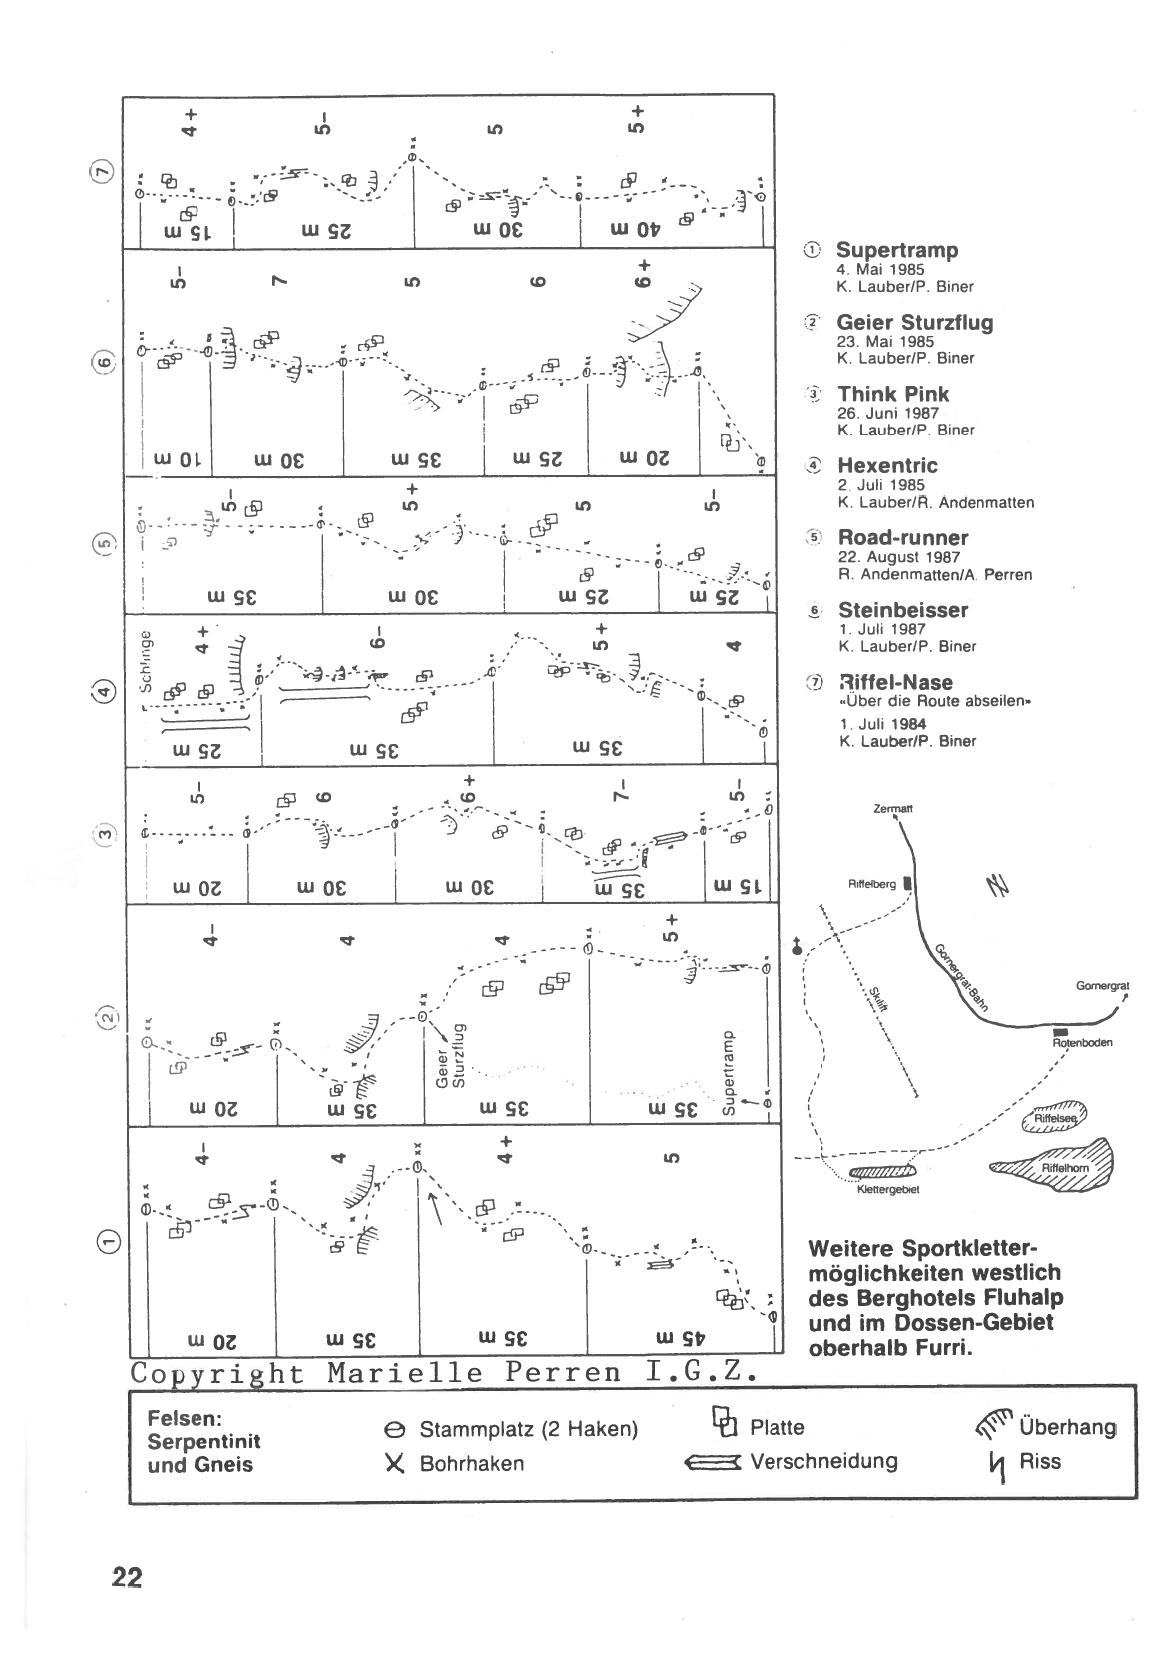 ⑦
4+
5-
5
5+
15 m
25 m
30 m
40 m
⑥
5-
7
5
6
6+
10 m
30 m
35 m
25 m
20 m
⑤
5-
5+
5
5-
35 m
30 m
25 m
25 m
④
Schlinge
4+
6-
5+
4
25 m
35 m
35 m
③
5-
6
6+
7-
5-
20 m
30 m
30 m
35 m
15 m
②
4-
4
4
5+
Geier
Sturzflug
Supertramp
20 m
35 m
35 m
35 m
①
4-
4
4+
5
20 m
35 m
35 m
45 m
① Supertramp
4. Mai 1985
K. Lauber/P. Biner
② Geier Sturzflug
23. Mai 1985
K. Lauber/P. Biner
③ Think Pink
26. Juni 1987
K. Lauber/P. Biner
④ Hexentric
2. Juli 1985
K. Lauber/R. Andenmatten
⑤ Road-runner
22. August 1987
R. Andenmatten/A. Perren
⑥ Steinbeisser
1. Juli 1987
K. Lauber/P. Biner
⑦ Riffel-Nase
«Über die Route abseilen»
1. Juli 1984
K. Lauber/P. Biner
Zermatt
Riffelberg
N
Gornergrat-Bahn
Skilift
Gornergrat
Rotenboden
Riffelsee
Riffelhorn
Klettergebiet
Weitere Sportkletter-
möglichkeiten westlich
des Berghotels Fluhalp
und im Dossen-Gebiet
oberhalb Furri.
Copyright Marielle Perren I.G.Z.
Felsen:
Serpentinit
und Gneis
Stammplatz (2 Haken)
Bohrhaken
Platte
Verschneidung
Überhang
Riss
22